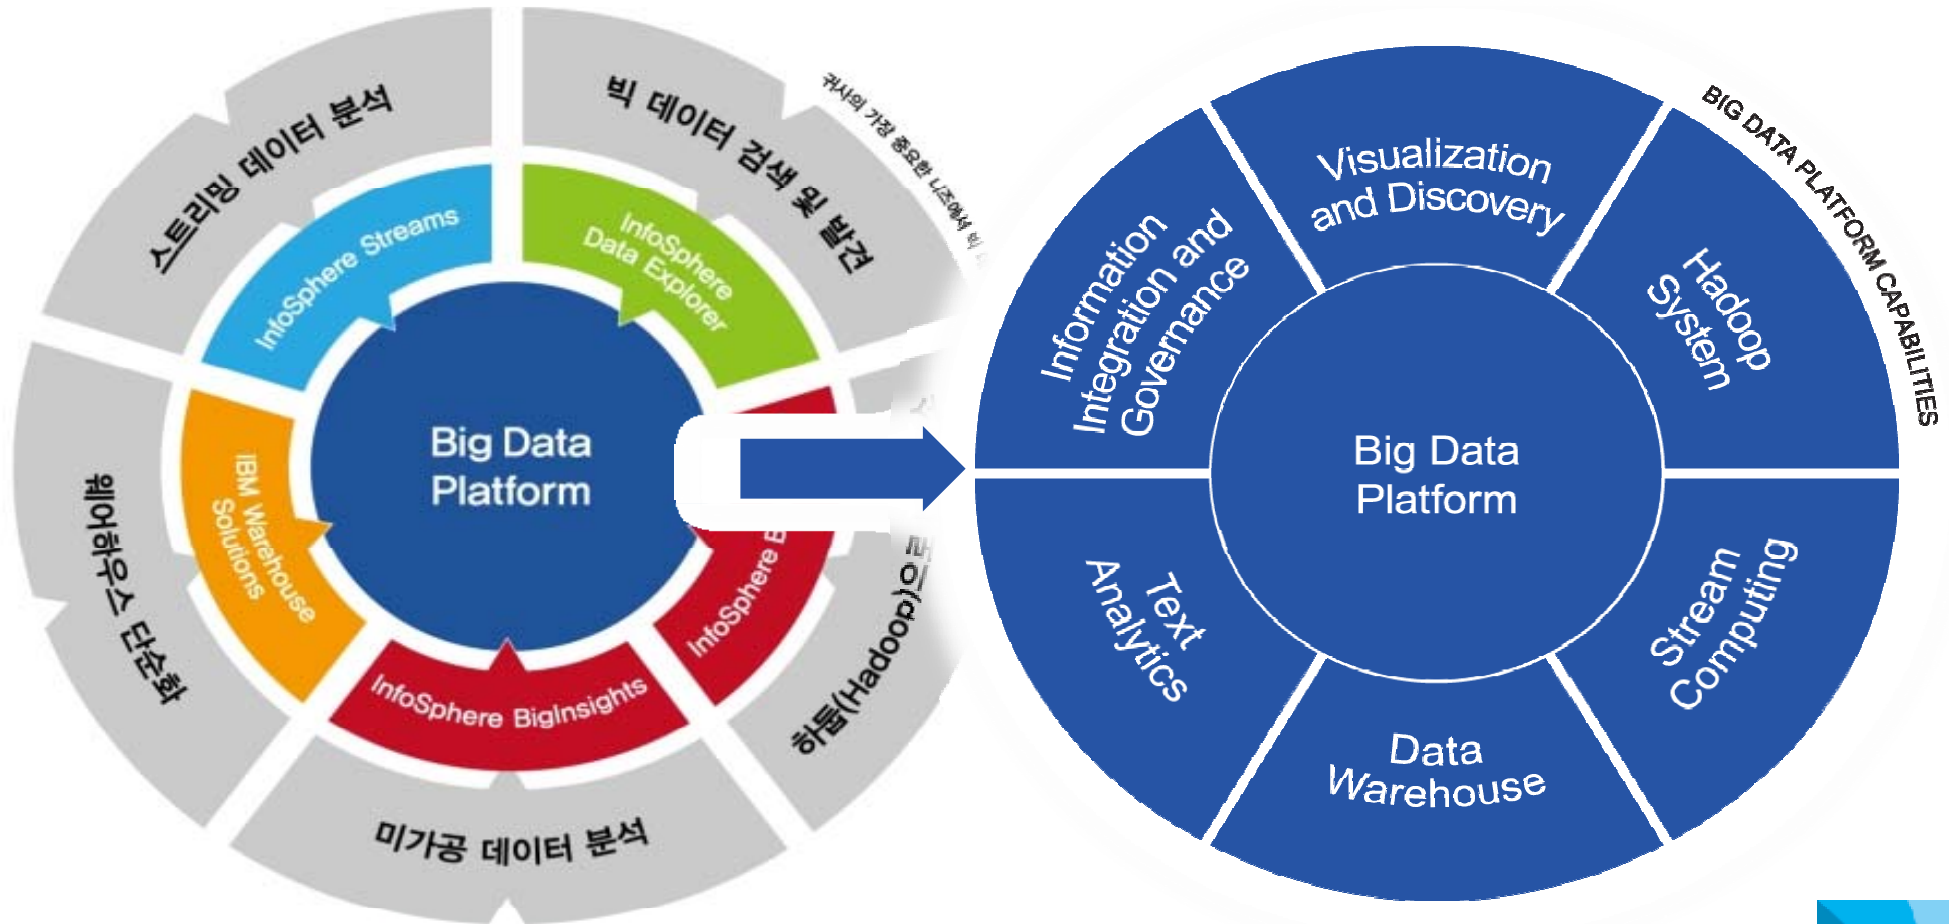 스트리밍 데이터 분석
빅 데이터 검색 및 발견
귀사의 가장 중요한 니즈에서
InfoSphere Streams
InfoSphere
Data Explorer
Big Data
Platform
IBM Warehouse
Solutions
InfoSphere BigInsights
InfoSphere
웨어하우스 단순화
미가공 데이터 분석
하둡(Hadoop)으로
BIG DATA PLATFORM CAPABILITIES
Visualization
and Discovery
Information
Integration and
Governance
Hadoop
System
Big Data
Platform
Text
Analytics
Stream
Computing
Data
Warehouse